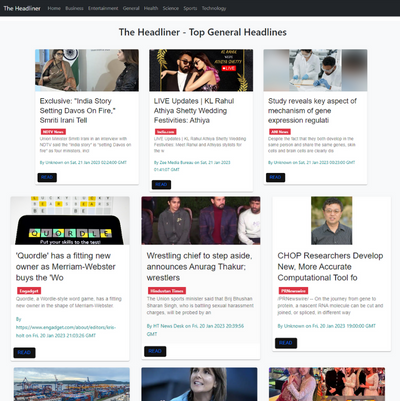 The Headliner Home Business Entertainment General Health Science Sports Technology
The Headliner - Top General Headlines
Exclusive: "India Story
Setting Davos On Fire,"
Smriti Irani Tell
NDTV News
Union Minister Smriti Irani in an interview with
NDTV said the "India story" is "Setting Davos on
fire" as four ministers, incl
By Unknown on Sat, 21 Jan 2023 02:24:00 GMT
READ
LIVE Updates | KL Rahul
Athiya Shetty Wedding
Festivities: Athiya
India.com
LIVE Updates | KL Rahul Athiya Shetty Wedding
Festivities: Meet Rahul and Athiyas stylists for
the w
By Zee Media Bureau on Sat, 21 Jan 2023
01:41:07 GMT
READ
Study reveals key aspect of
mechanism of gene
expression regulati
ANI News
Despite the fact that they both develop in the
same person and share the same genes, skin
cells and brain cells are clearly dis
By Unknown on Sat, 21 Jan 2023 00:23:00 GMT
READ
QUORDLE
Put your skills to the test!
'Quordle' has a fitting new
owner as Merriam-Webster
buys the 'Wo
Engadget
Quordle, a Wordle-style word game, has a fitting
new owner in the shape of Merriam-Webster
By
https://www.engadget.com/about/editors/kris-
holt on Fri, 20 Jan 2023 21:03:26 GMT
READ
Wrestling chief to step aside,
announces Anurag Thakur;
wrestlers
Hindustan Times
The Union sports minister said that Brij Bhushan
Sharan Singh, who is battling sexual harassment
charges, will be probed by an
By HT News Desk on Fri, 20 Jan 2023 20:39:56
GMT
READ
CHOP Researchers Develop
New, More Accurate
Computational Tool fo
PRNewswire
/PRNewswire/ -- On the journey from gene to
protein, a nascent RNA molecule can be cut and
joined, or spliced, in different way
By Unknown on Fri, 20 Jan 2023 19:00:00 GMT
READ